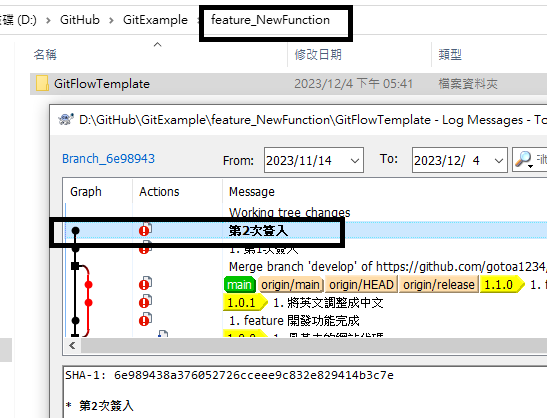 碟 (D:) > GitHub > GitExample > feature_NewFunction
名稱 修改日期 類型
GitFlowTemplate 2023/12/4 下午 05:41 檔案資料夾
D:\GitHub\GitExample\feature_NewFunction\GitFlowTemplate - Log Messages - To
Branch_6e98943 From: 2023/11/14 To: 2023/12/ 4
Graph Actions Message
Working tree changes
第2次簽入
1. 第1次簽入
Merge branch 'develop' of https://github.com/gotoa1234/
main origin/main origin/HEAD origin/release 1.1.0 1. f
1.0.1 1. 將英文調整成中文
1. feature 開發功能完成
SHA-1: 6e989438a376052726cceee9c832e829414b3c7e
* 第2次簽入